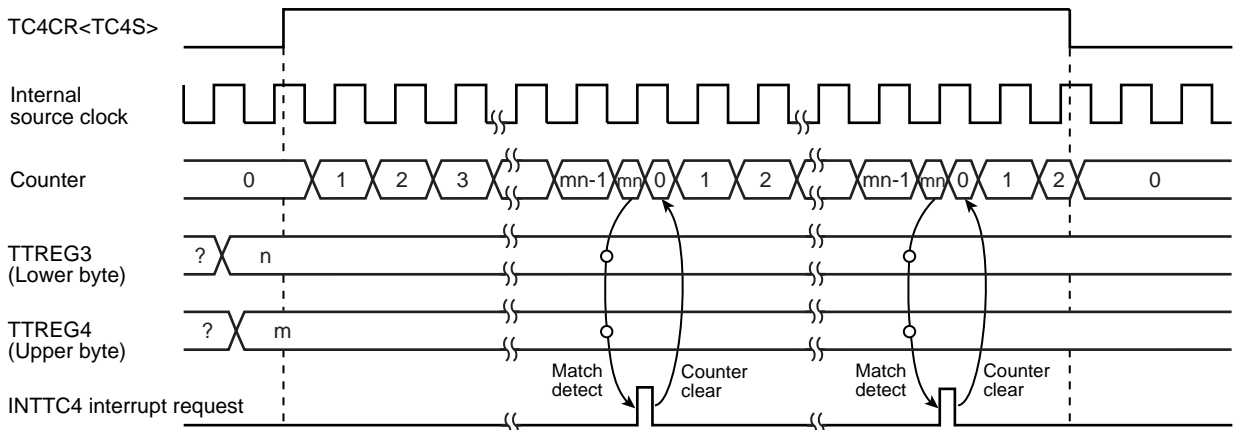 TC4CR<TC4S>
Internal
source clock
Counter
0 1 2 3 mn-1 mn 0 1 2 mn-1 mn 0 1 2 0
TTREG3
(Lower byte)
? n
TTREG4
(Upper byte)
? m
Match
detect
Counter
clear
Match
detect
Counter
clear
INTTC4 interrupt request